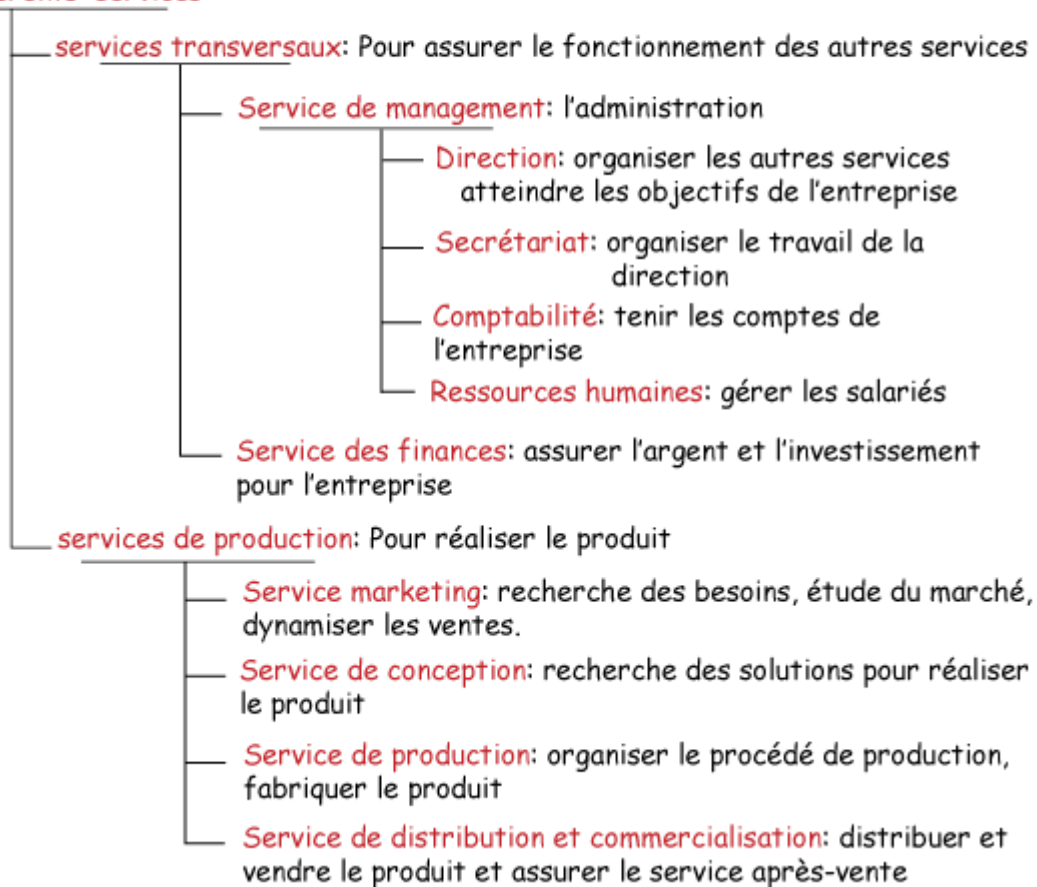 services transversaux: Pour assurer le fonctionnement des autres services
Service de management: l'administration
Direction: organiser les autres services
atteindre les objectifs de l'entreprise
Secrétariat: organiser le travail de la
direction
Comptabilité: tenir les comptes de
l'entreprise
Ressources humaines: gérer les salariés
Service des finances: assurer l'argent et l'investissement
pour l'entreprise
services de production: Pour réaliser le produit
Service marketing: recherche des besoins, étude du marché,
dynamiser les ventes.
Service de conception: recherche des solutions pour réaliser
le produit
Service de production: organiser le procédé de production,
fabriquer le produit
Service de distribution et commercialisation: distribuer et
vendre le produit et assurer le service après-vente